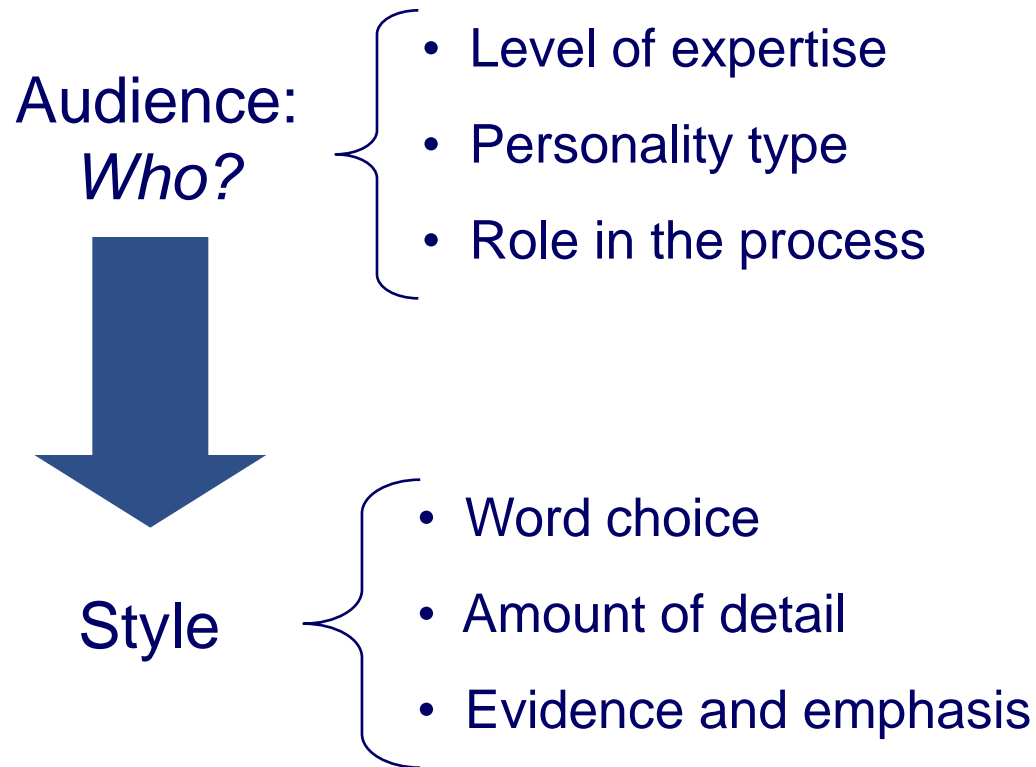 Audience:
Who?
• Level of expertise
• Personality type
• Role in the process
Style
• Word choice
• Amount of detail
• Evidence and emphasis